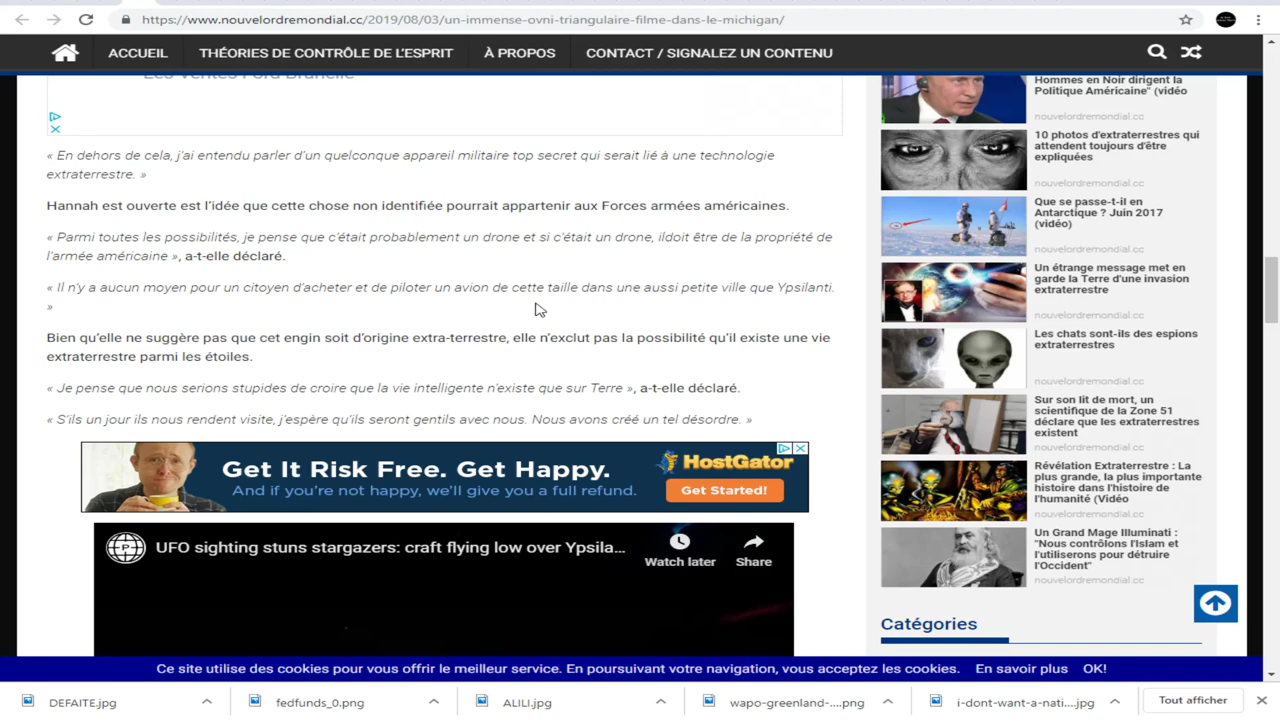 https://www.nouvelordremondial.cc/2019/08/03/un-immense-ovni-triangulaire-filme-dans-le-michigan/
ACCUEIL
THÉORIES DE CONTRÔLE DE L'ESPRIT
À PROPOS
CONTACT / SIGNALEZ UN CONTENU
« En dehors de cela, j'ai entendu parler d'un quelconque appareil militaire top secret qui serait lié à une technologie
extraterrestre. »
Hannah est ouverte est l'idée que cette chose non identifiée pourrait appartenir aux Forces armées américaines.
« Parmi toutes les possibilités, je pense que c'était probablement un drone et si c'était un drone, ildoit être de la propriété de
l'armée américaine », a-t-elle déclaré.
« Il n'y a aucun moyen pour un citoyen d'acheter et de piloter un avion de cette taille dans une aussi petite ville que Ypsilanti.
»
Bien qu'elle ne suggère pas que cet engin soit d'origine extra-terrestre, elle n'exclut pas la possibilité qu'il existe une vie
extraterrestre parmi les étoiles.
« Je pense que nous serions stupides de croire que la vie intelligente n'existe que sur Terre », a-t-elle déclaré.
« S'ils un jour ils nous rendent visite, j'espère qu'ils seront gentils avec nous. Nous avons créé un tel désordre. »
Get It Risk Free. Get Happy.
And if you're not happy, we'll give you a full refund.
HostGator
Get Started!
P
UFO sighting stuns stargazers: craft flying low over Ypsila...
Watch later
Share
Hommes en Noir dirigent la
Politique Américaine" (vidéo
nouvelordremondial.cc
10 photos d'extraterrestres qui
attendent toujours d'être
expliquées
nouvelordremondial.cc
Que se passe-t-il en
Antarctique ? Juin 2017
(vidéo)
nouvelordremondial.cc
Un étrange message met en
garde la Terre d'une invasion
extraterrestre
nouvelordremondial.cc
Les chats sont-ils des espions
extraterrestres
nouvelordremondial.cc
Sur son lit de mort, un
scientifique de la Zone 51
déclare que les extraterrestres
existent
nouvelordremondial.cc
Révélation Extraterrestre : La
plus grande, la plus importante
histoire dans l'histoire de
l'humanité (Vidéo
nouvelordremondial.cc
Un Grand Mage Illuminati :
"Nous contrôlons l'Islam et
l'utiliserons pour détruire
l'Occident"
nouvelordremondial.cc
Catégories
Ce site utilise des cookies pour vous offrir le meilleur service. En poursuivant votre navigation, vous acceptez les cookies. En savoir plus OK!
DEFAITE.jpg
fedfunds_0.png
ALILI.jpg
wapo-greenland-....png
i-dont-want-a-nati....jpg
Tout afficher